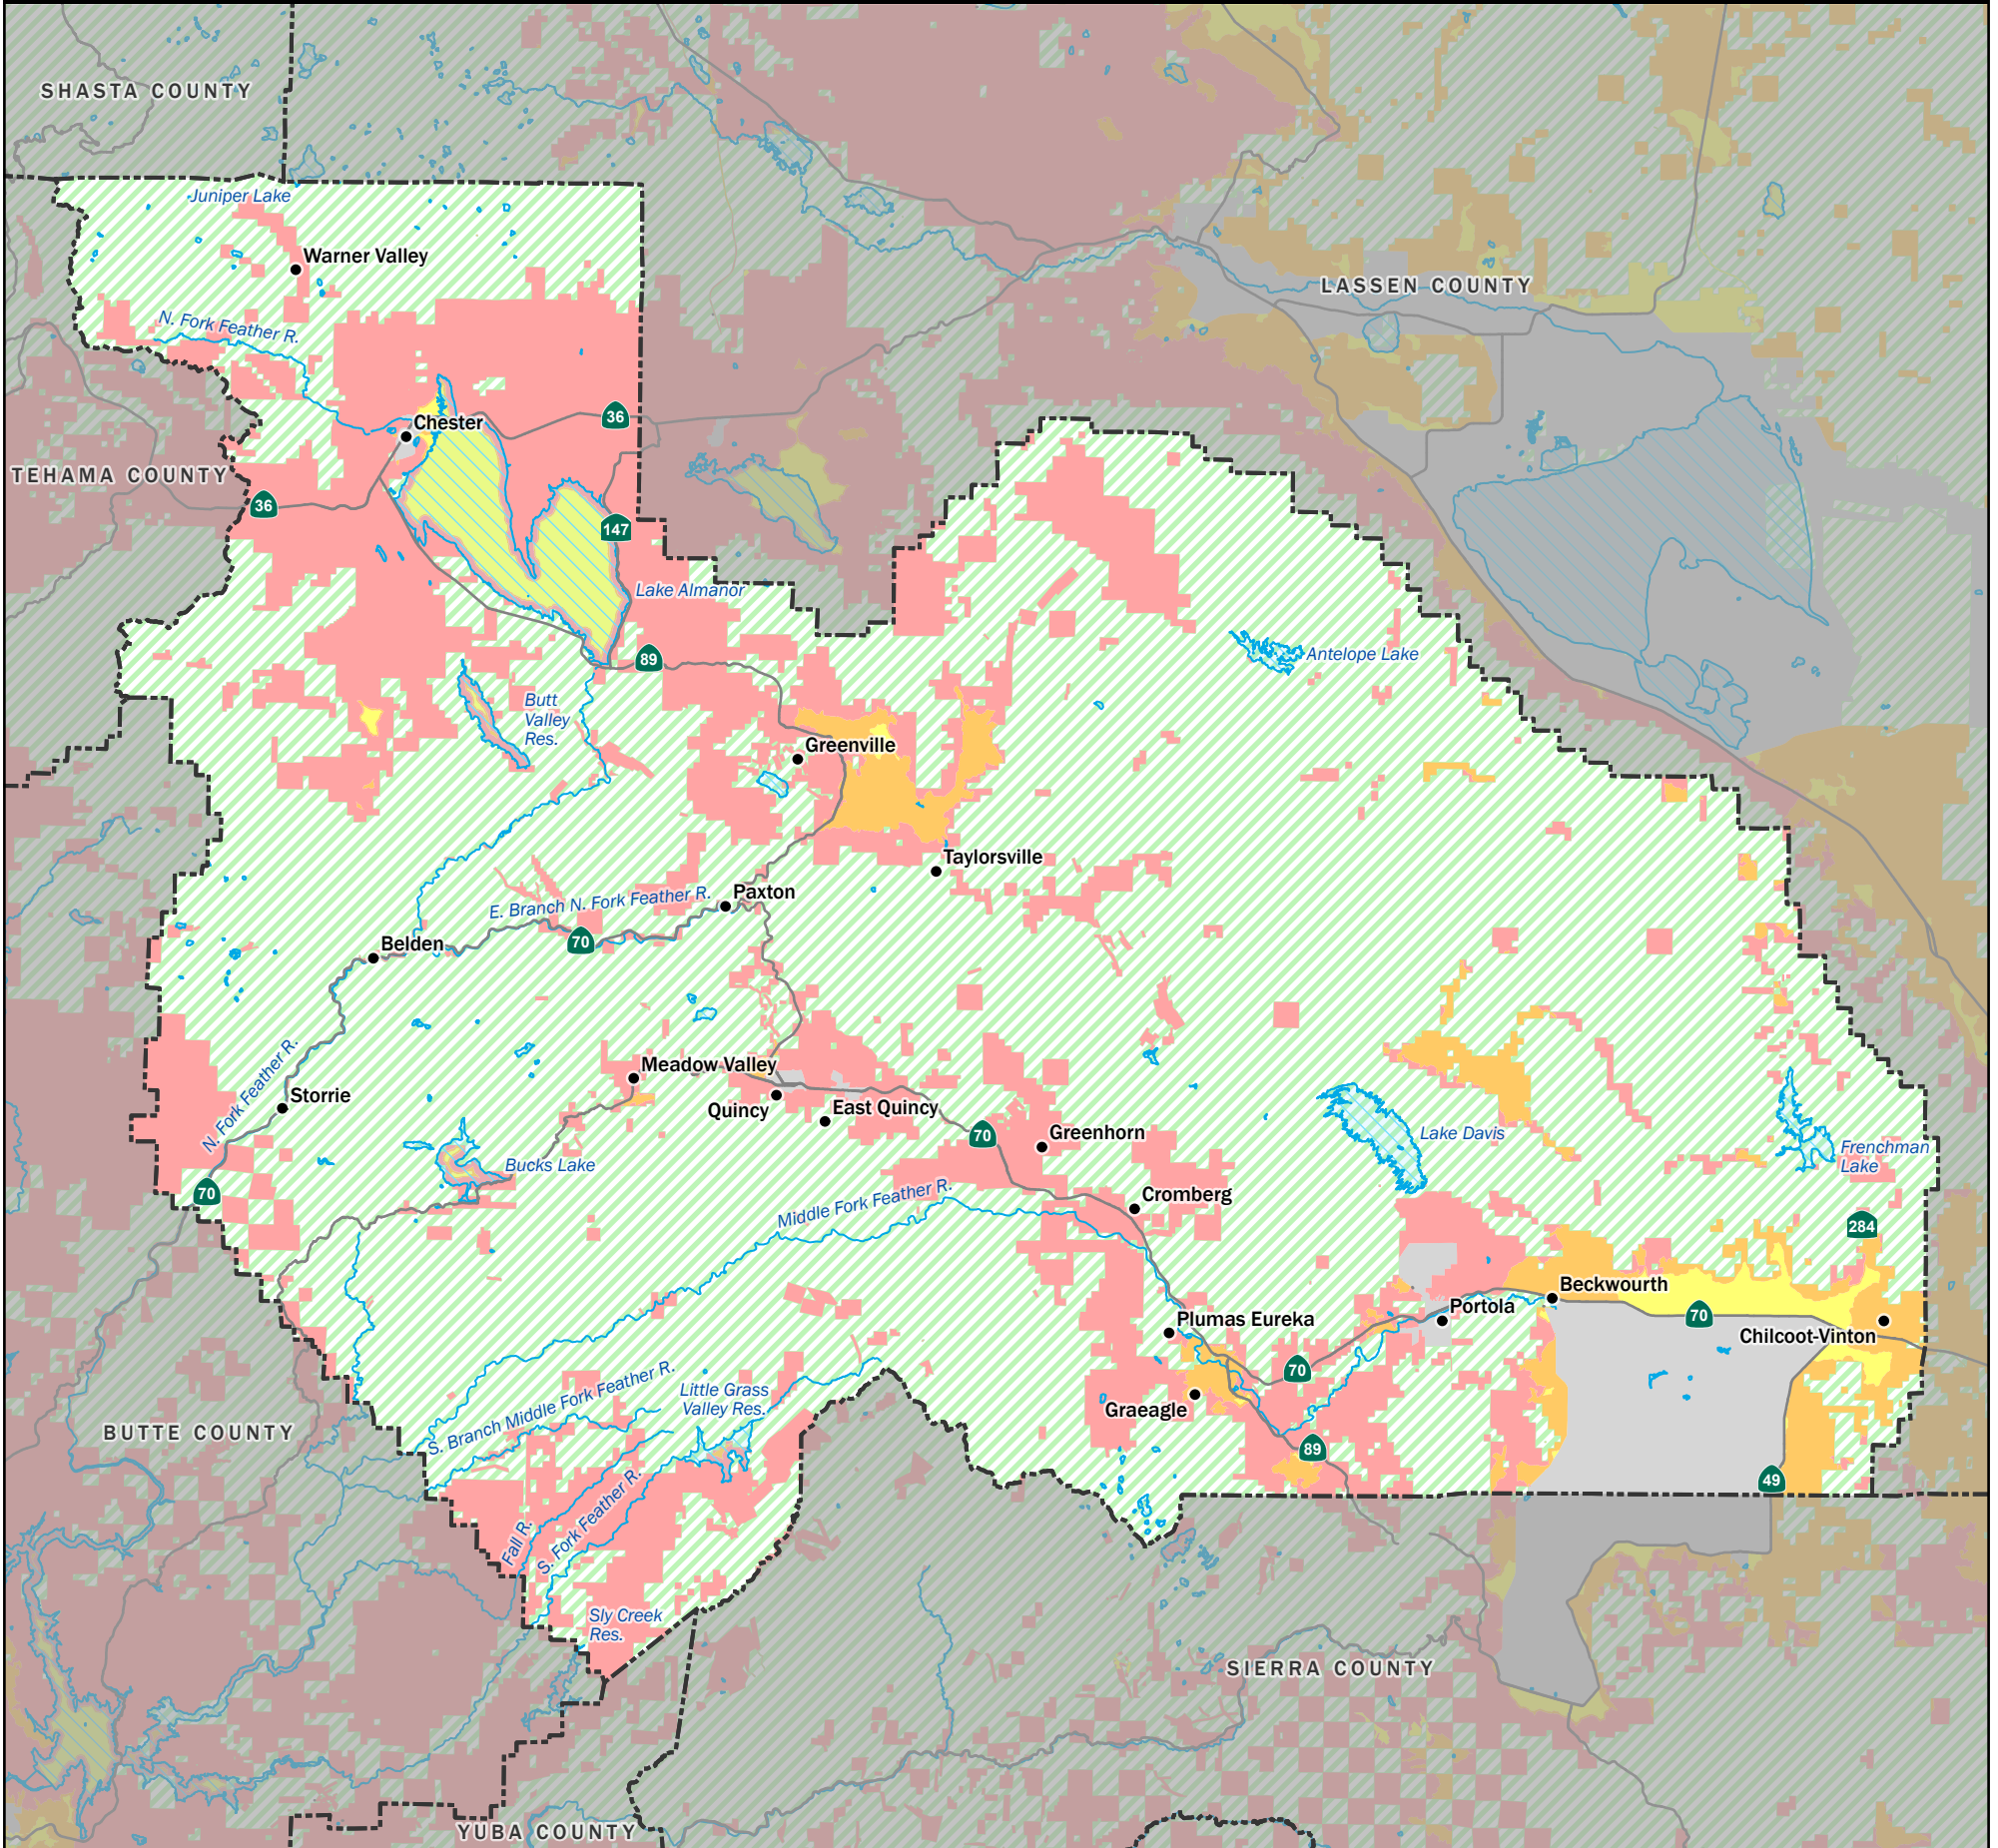 SHASTA COUNTY
Juniper Lake
Warner Valley
LASSEN COUNTY
N. Fork Feather R.
Chester
36
TEHAMA COUNTY
36
147
Lake Almanor
89
Antelope Lake
Butt
Valley
Res.
Greenville
Taylorsville
Paxton
E. Branch N. Fork Feather R.
70
Belden
Meadow Valley
N. Fork Feather R.
Storrie
Quincy
East Quincy
70
Greenhorn
Lake Davis
Frenchman
Lake
Bucks Lake
70
Cromberg
Middle Fork Feather R.
284
Beckwourth
Portola
70
Plumas Eureka
Chilcoot-Vinton
70
Little Grass
Valley Res.
S. Branch Middle Fork Feather R.
Graeagle
BUTTE COUNTY
89
49
Fall R.
S. Fork Feather R.
Sly Creek
Res.
SIERRA COUNTY
YUBA COUNTY